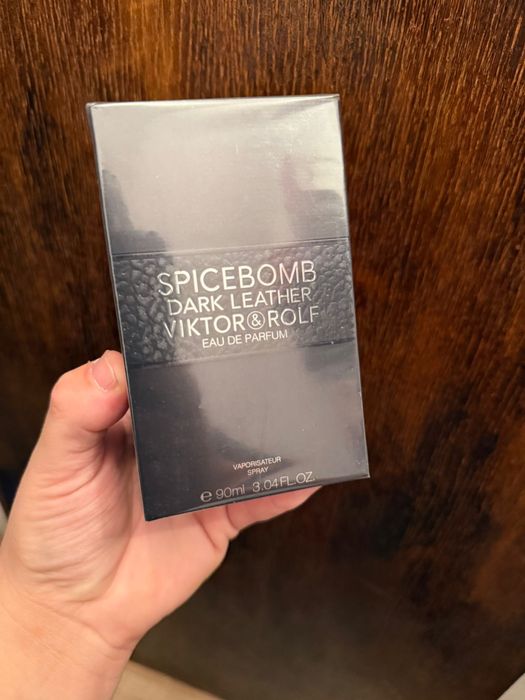 SPICEBOMB
DARK LEATHER
VIKTOR&ROLF
EAU DE PARFUM
VAPORISATEUR
SPRAY
℮ 90ml 3.04 FL.OZ.